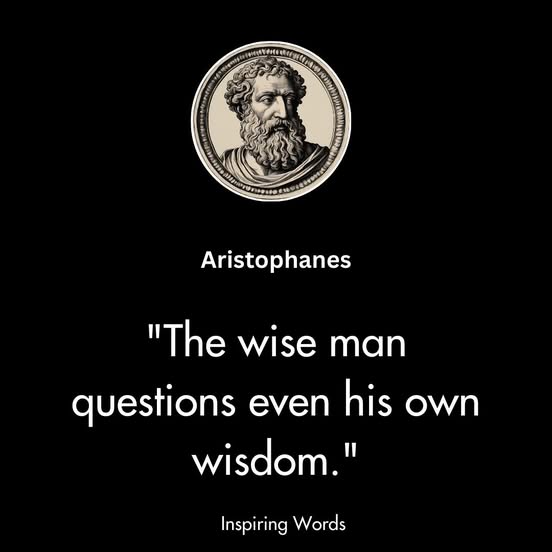 Aristophanes
"The wise man
questions even his own
wisdom."
Inspiring Words